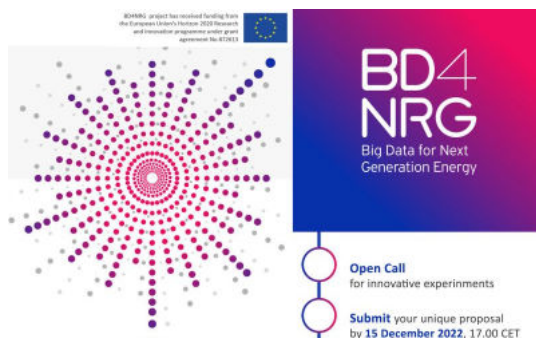 BD4NRG project has received funding from
the European Union's Horizon 2020 Research
and Innovation programme under grant
agreement No 872613
BD4
NRG
Big Data for Next
Generation Energy
Open Call
for innovative experinments
Submit your unique proposal
by 15 December 2022, 17.00 CET